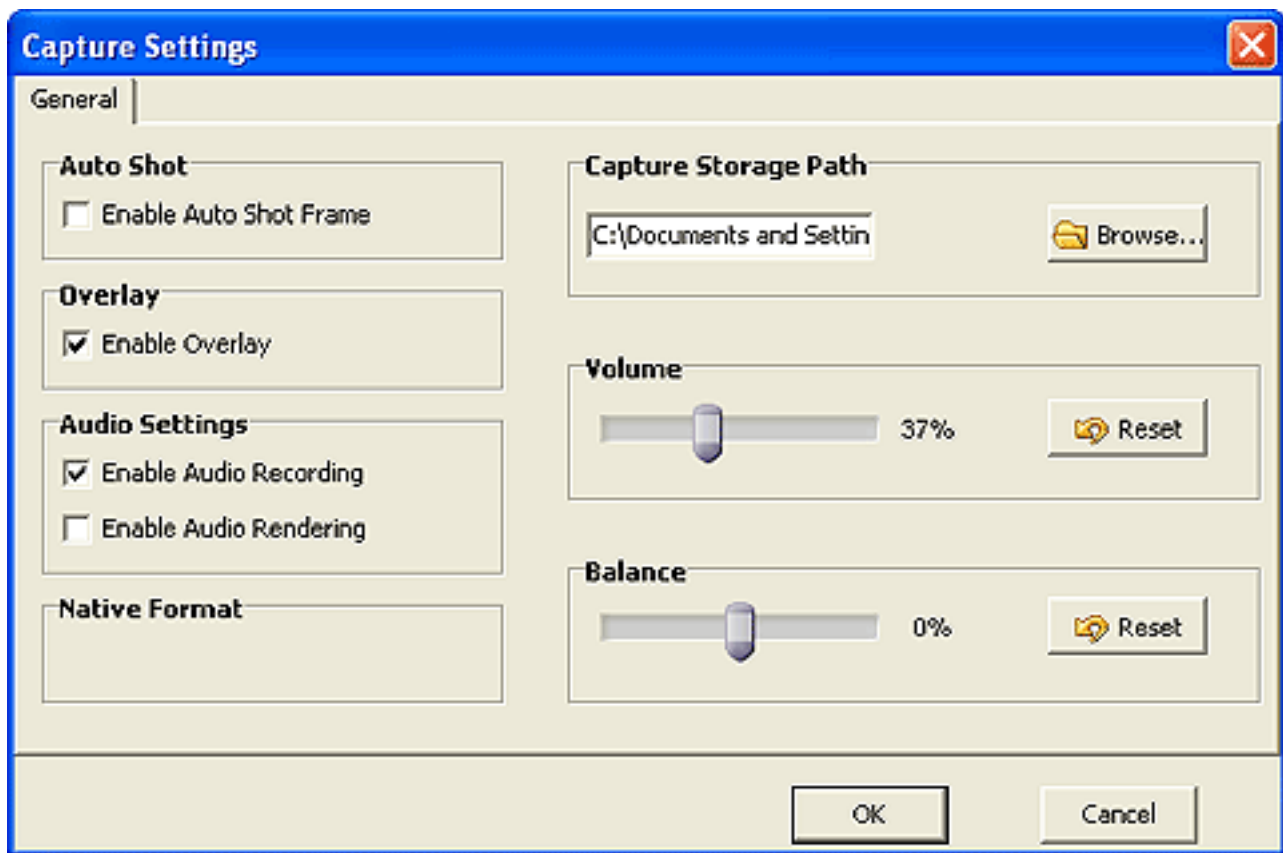 Capture Settings
General
Auto Shot
Enable Auto Shot Frame
Overlay
Enable Overlay
Audio Settings
Enable Audio Recording
Enable Audio Rendering
Native Format
Capture Storage Path
C:\Documents and Settin
Browse...
Volume
37%
Reset
Balance
0%
Reset
OK
Cancel